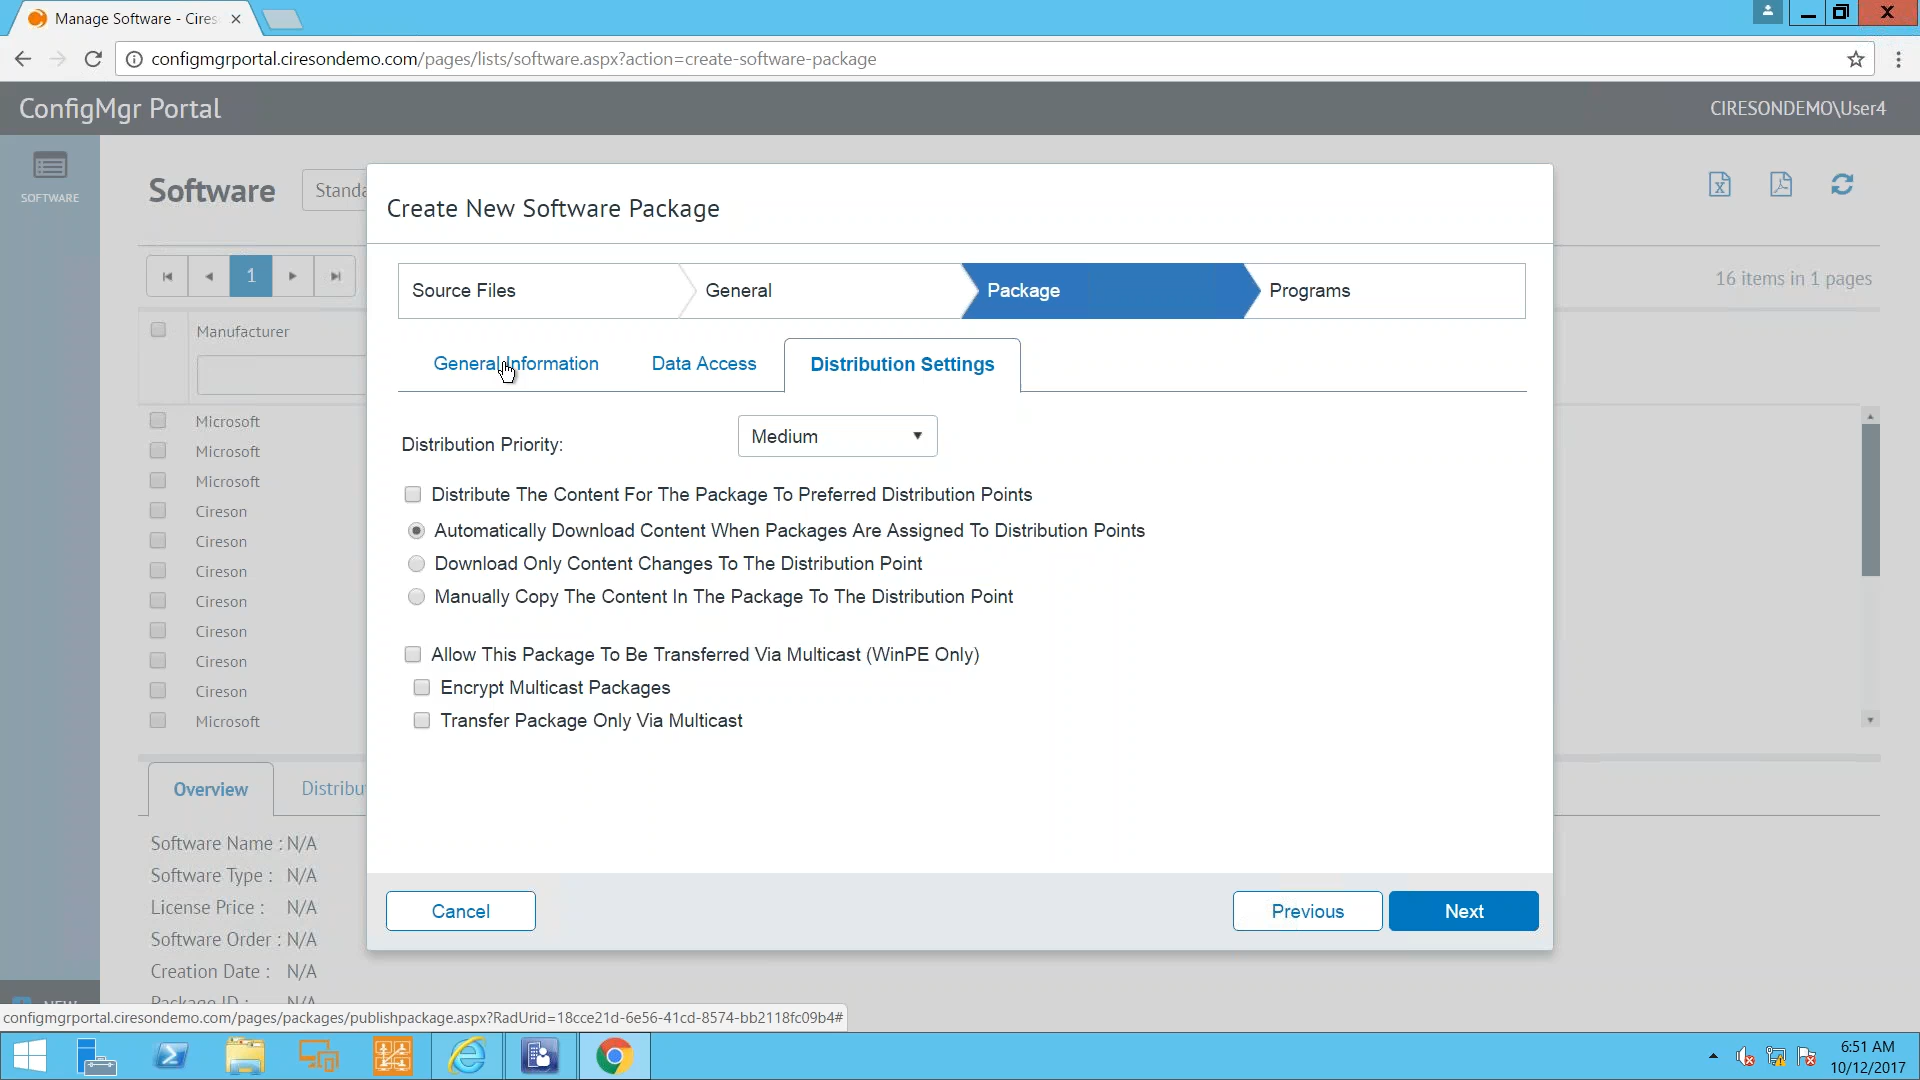 Manage Software - Cires
configmgrportal.ciresondemo.com/pages/lists/software.aspx?action=create-software-package
ConfigMgr Portal
CIRESONDEMO\User4
SOFTWARE
Software
Standa
Create New Software Package
1
16 items in 1 pages
Source Files
General
Package
Programs
Manufacturer
General Information
Data Access
Distribution Settings
Distribution Priority:
Medium
Distribute The Content For The Package To Preferred Distribution Points
Automatically Download Content When Packages Are Assigned To Distribution Points
Download Only Content Changes To The Distribution Point
Manually Copy The Content In The Package To The Distribution Point
Allow This Package To Be Transferred Via Multicast (WinPE Only)
Encrypt Multicast Packages
Transfer Package Only Via Multicast
Microsoft
Microsoft
Microsoft
Cireson
Cireson
Cireson
Cireson
Cireson
Cireson
Cireson
Microsoft
Overview
Distribu
Software Name : N/A
Software Type : N/A
License Price : N/A
Software Order : N/A
Creation Date : N/A
Package ID : N/A
Cancel
Previous
Next
NEW
configmgrportal.ciresondemo.com/pages/packages/publishpackage.aspx?RadUrid=18cce21d-6e56-41cd-8574-bb2118fc09b4#
6:51 AM
10/12/2017